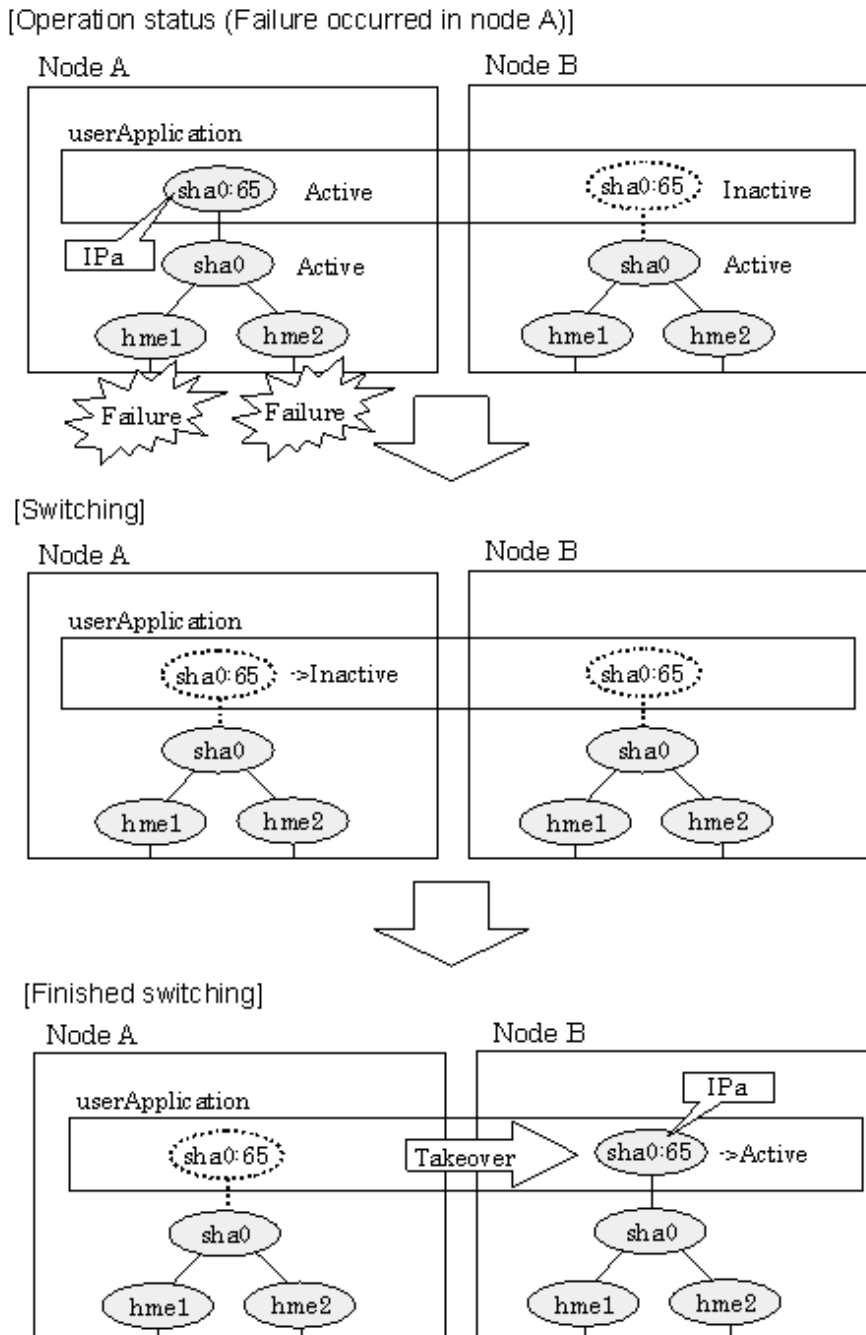 [Operation status (Failure occurred in node A)]
Node A
Node B
userApplication
sha0:65
Active
sha0:65
Inactive
IPa
sha0
Active
sha0
Active
hme1
hme2
hme1
hme2
Failure
Failure
[Switching]
Node A
Node B
userApplication
sha0:65
->Inactive
sha0:65
sha0
sha0
hme1
hme2
hme1
hme2
[Finished switching]
Node A
Node B
IPa
userApplication
sha0:65
Takeover
sha0:65
->Active
sha0
sha0
hme1
hme2
hme1
hme2